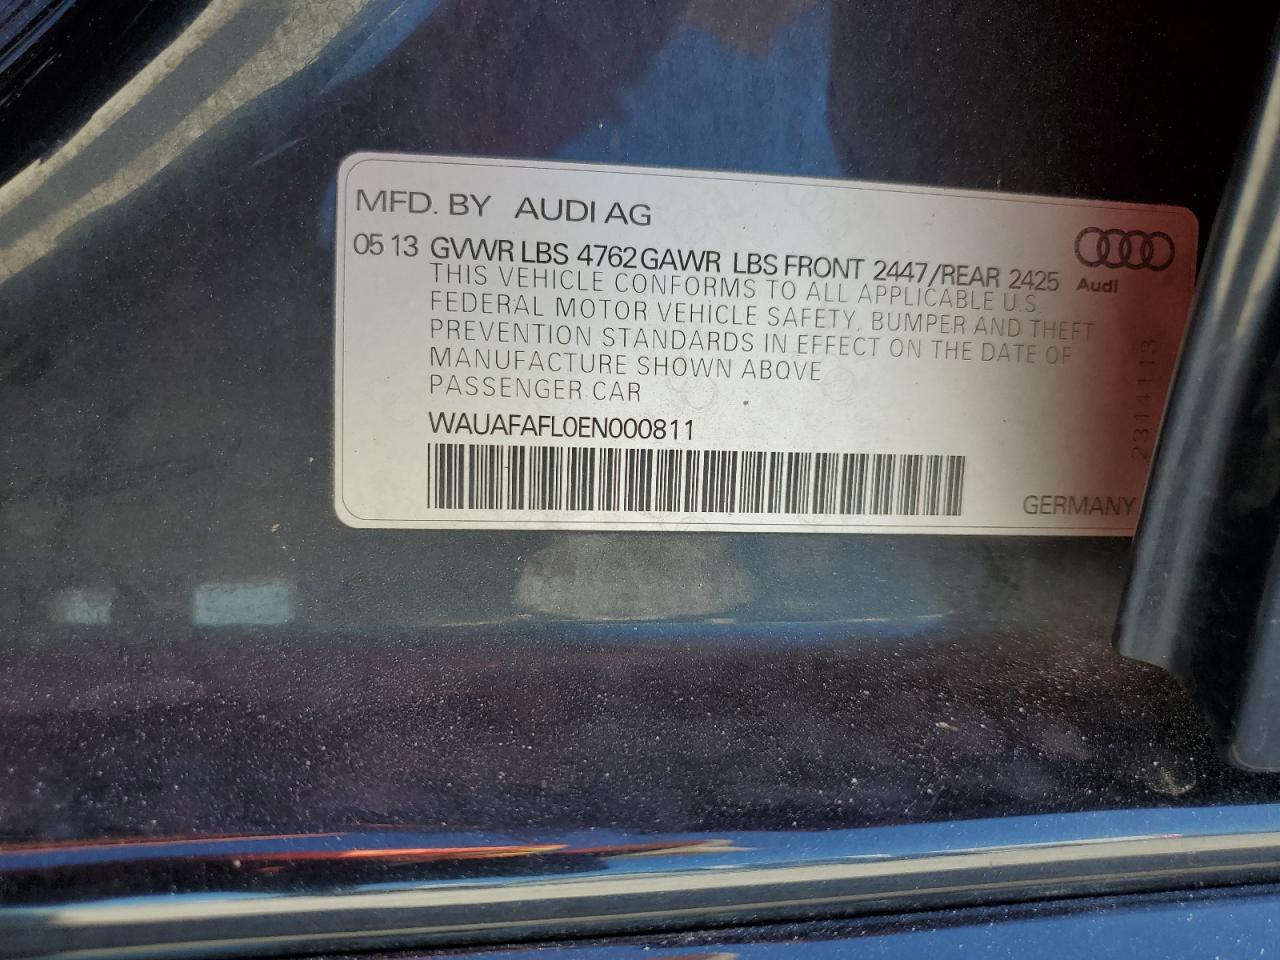 MFD. BY AUDI AG
05 13 GVWR LBS 4762 GAWR LBS FRONT 2447/REAR 2425
Audi
THIS VEHICLE CONFORMS TO ALL APPLICABLE U.S.
FEDERAL MOTOR VEHICLE SAFETY, BUMPER AND THEFT
PREVENTION STANDARDS IN EFFECT ON THE DATE OF
MANUFACTURE SHOWN ABOVE
PASSENGER CAR
WAUAFAFL0EN000811
2314113
GERMANY